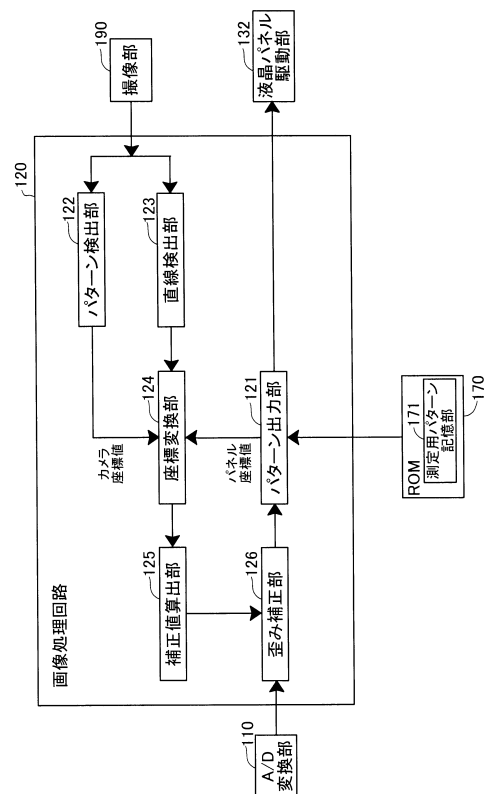 画像処理回路
120
A/D
変換部
110
歪み補正部
126
補正値算出部
125
座標変換部
124
カメラ
座標値
パネル
座標値
パターン出力部
121
パターン検出部
122
直線検出部
123
撮像部
190
液晶パネル
駆動部
132
ROM
171
測定用パターン
記憶部
170